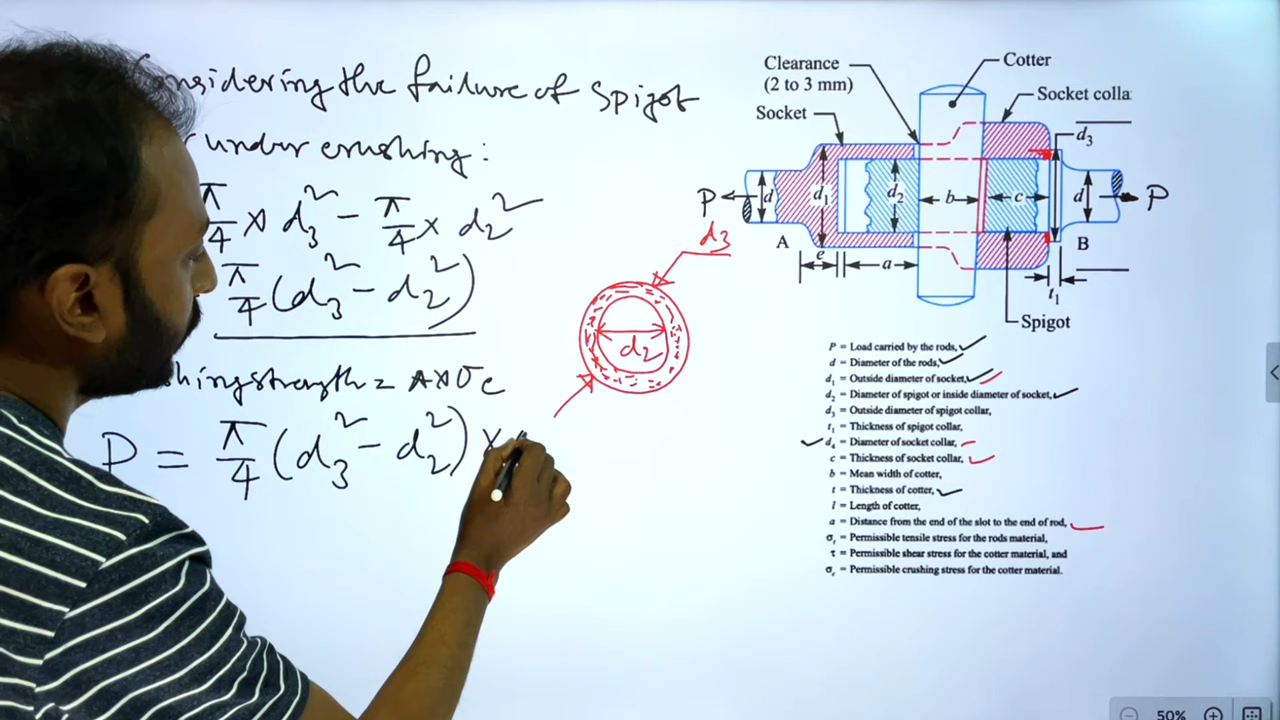 Considering the failure of spigot
under crushing:
π/4 × d₃² − π/4 × d₂²
π/4 (d₃² − d₂²)
strength = A × σc
P = π/4 (d₃² − d₂²) ×
d₃
d₂
Clearance
(2 to 3 mm)
Socket
Cotter
Socket colla
d₃
P
d
d₁
d₂
b
c
d
P
A
B
e
a
t₁
Spigot
P = Load carried by the rods,
d = Diameter of the rods,
d₁ = Outside diameter of socket,
d₂ = Diameter of spigot or inside diameter of socket,
d₃ = Outside diameter of spigot collar,
t₁ = Thickness of spigot collar,
d₄ = Diameter of socket collar,
c = Thickness of socket collar,
b = Mean width of cotter,
t = Thickness of cotter,
l = Length of cotter,
a = Distance from the end of the slot to the end of rod,
σt = Permissible tensile stress for the rods material,
τ = Permissible shear stress for the cotter material, and
σc = Permissible crushing stress for the cotter material.
50%